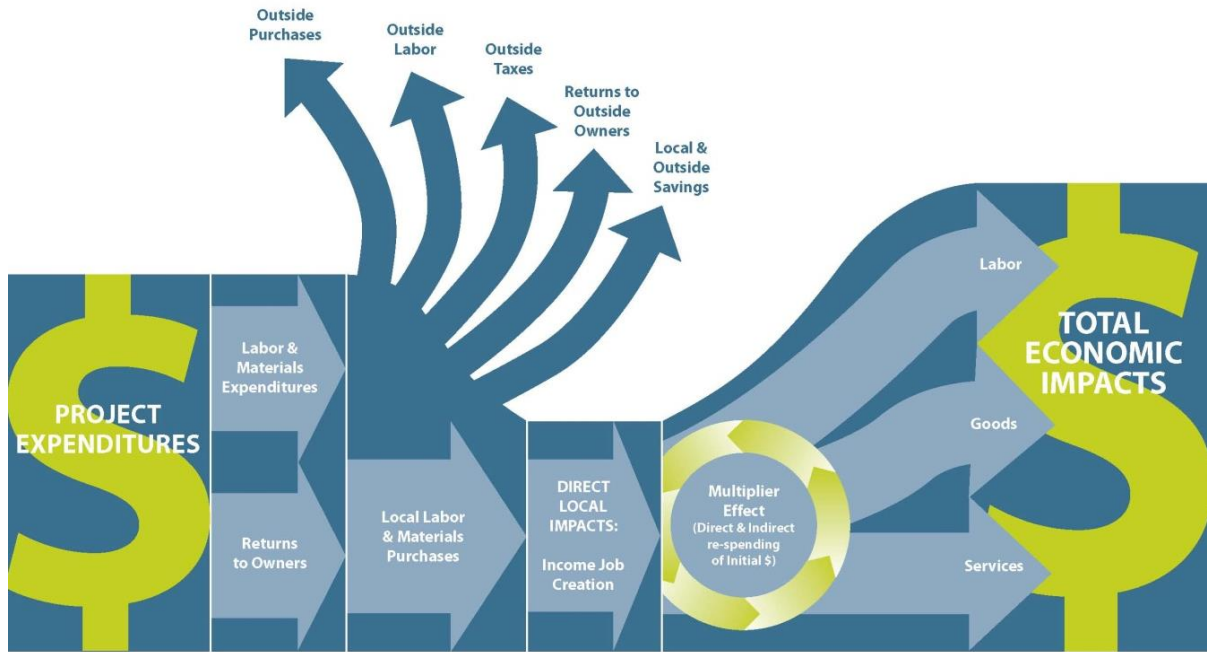 Outside
Purchases
Outside
Labor
Outside
Taxes
Returns to
Outside
Owners
Local &
Outside
Savings
PROJECT
EXPENDITURES
Labor &
Materials
Expenditures
Returns
to Owners
Local Labor
& Materials
Purchases
DIRECT
LOCAL
IMPACTS:
Income Job
Creation
Multiplier
Effect
(Direct & Indirect
re-spending
of Initial $)
Labor
Goods
Services
TOTAL
ECONOMIC
IMPACTS